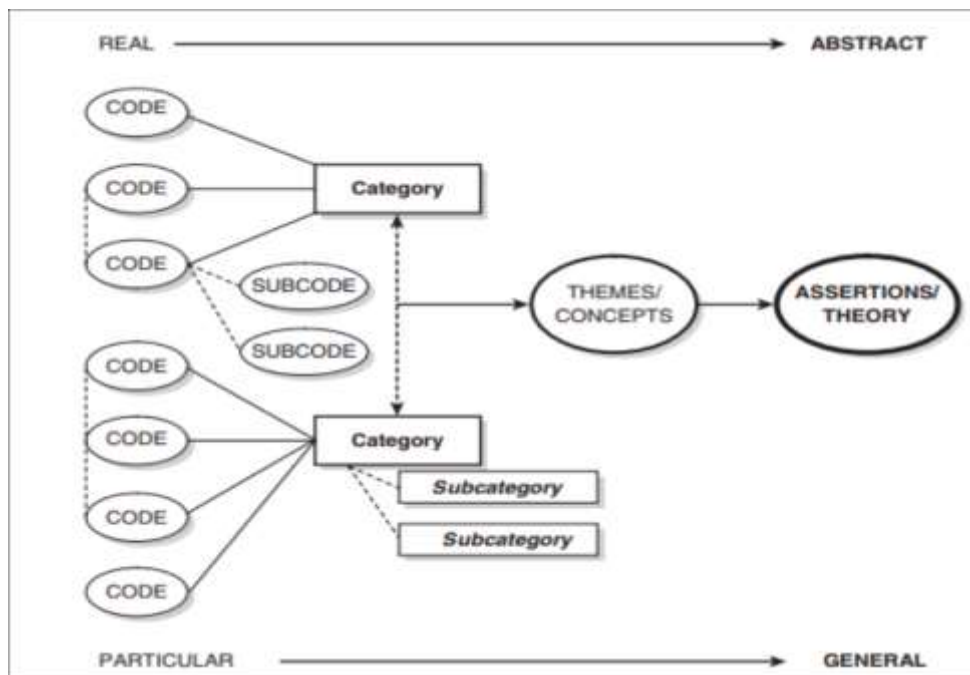 REAL
ABSTRACT
CODE
CODE
Category
CODE
SUBCODE
THEMES/
CONCEPTS
ASSERTIONS/
THEORY
SUBCODE
CODE
CODE
Category
Subcategory
CODE
Subcategory
CODE
PARTICULAR
GENERAL